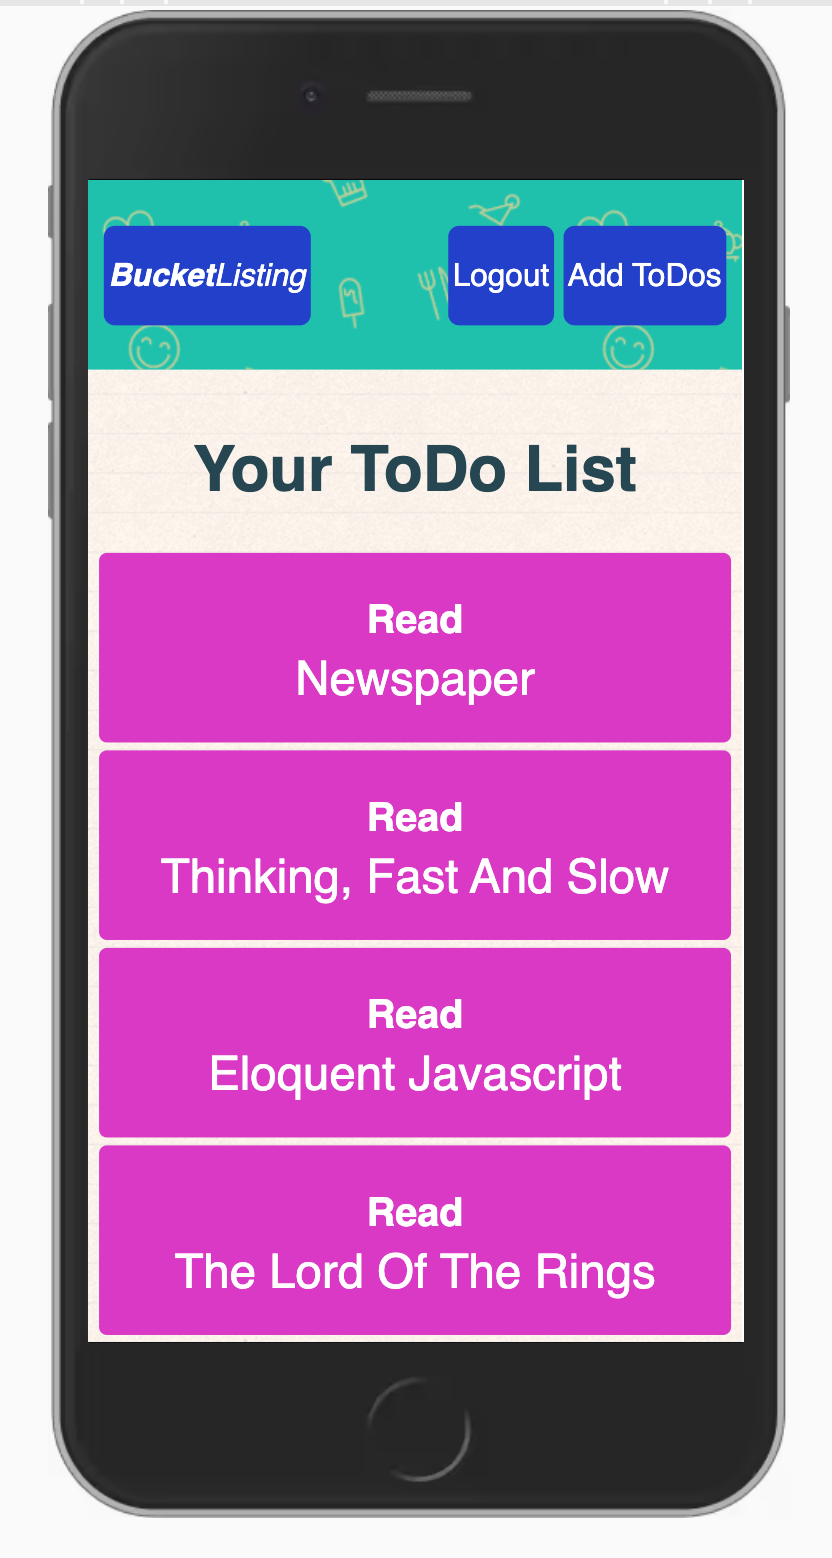 BucketListing
Logout
Add ToDos
Your ToDo List
Read
Newspaper
Read
Thinking, Fast And Slow
Read
Eloquent Javascript
Read
The Lord Of The Rings